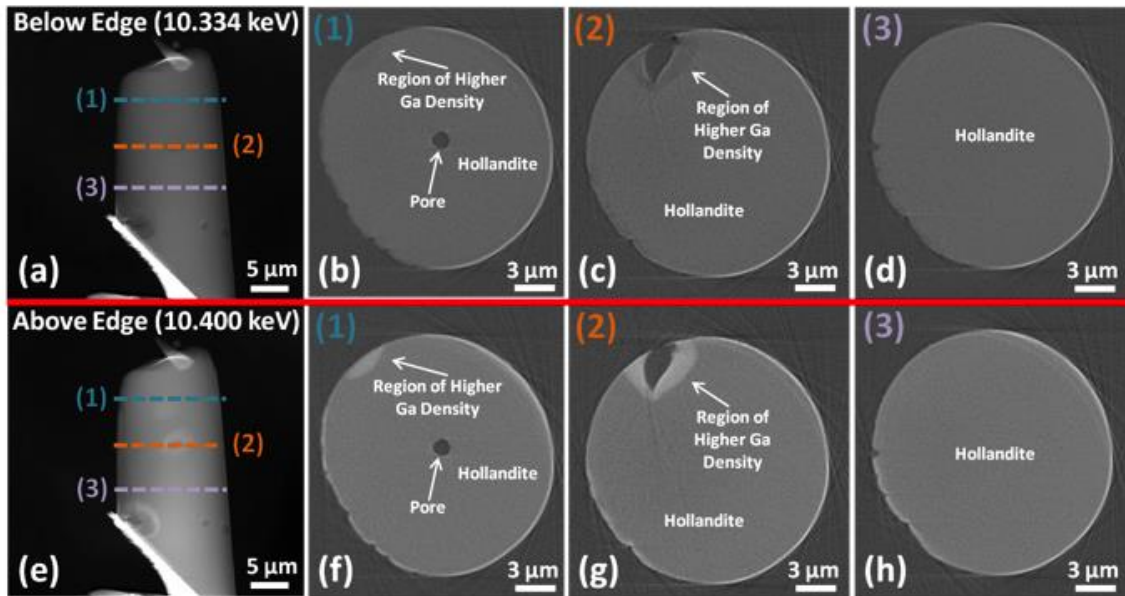 Below Edge (10.334 keV)
(1)
(2)
(3)
5 µm
(a)
(1)
Region of Higher
Ga Density
Hollandite
Pore
3 µm
(b)
(2)
Region of
Higher Ga
Density
Hollandite
3 µm
(c)
(3)
Hollandite
3 µm
(d)
Above Edge (10.400 keV)
(1)
(2)
(3)
5 µm
(e)
(1)
Region of Higher
Ga Density
Hollandite
Pore
3 µm
(f)
(2)
Region of
Higher Ga
Density
Hollandite
3 µm
(g)
(3)
Hollandite
3 µm
(h)